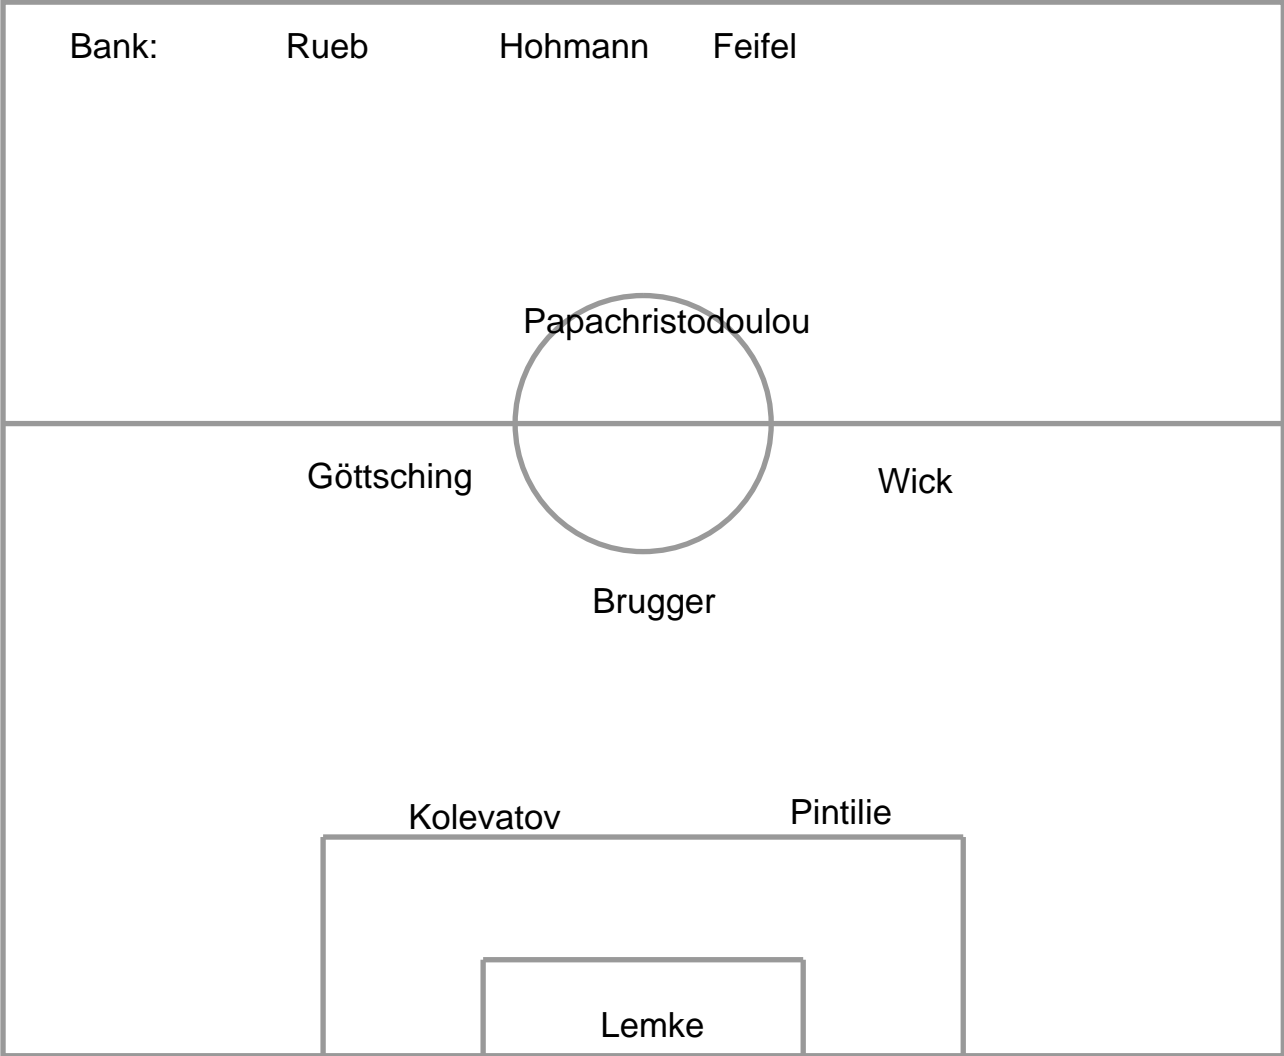 Bank: Rueb Hohmann Feifel
Papachristodoulou
Göttsching Wick
Brugger
Kolevatov Pintilie
Lemke